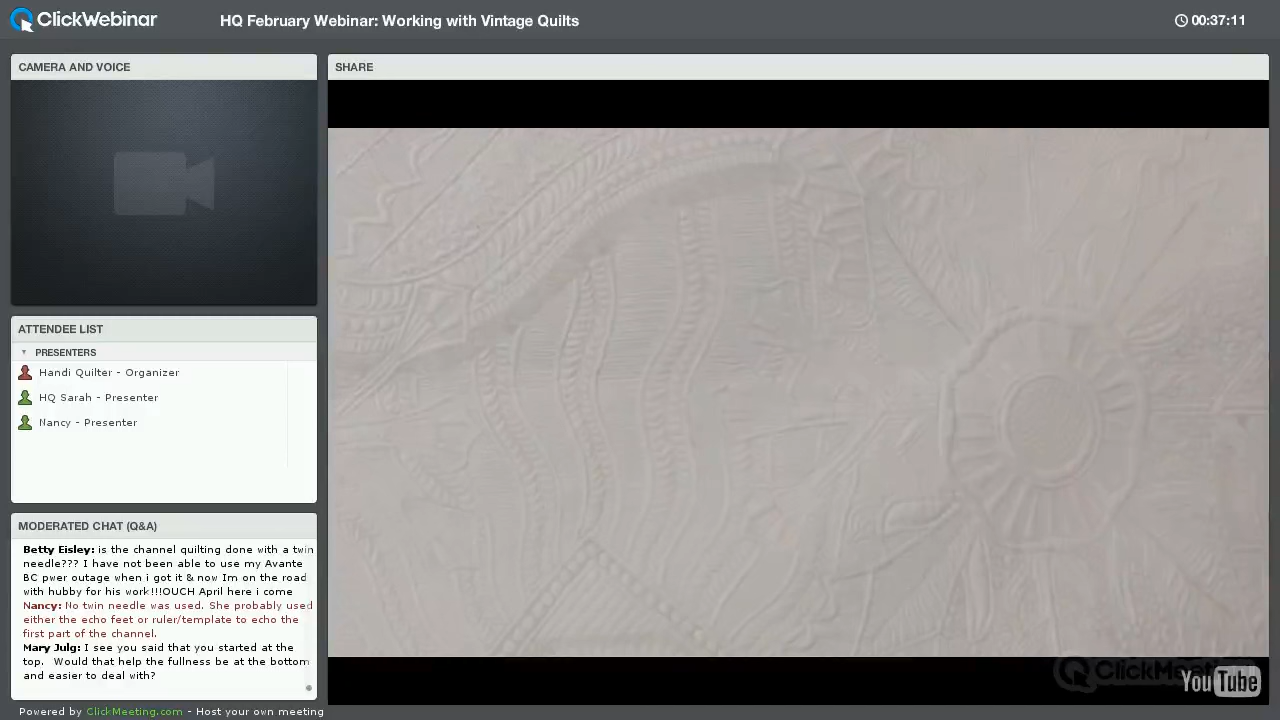 ClickWebinar
HQ February Webinar: Working with Vintage Quilts
00:37:11
CAMERA AND VOICE
SHARE
ATTENDEE LIST
PRESENTERS
Handi Quilter - Organizer
HQ Sarah - Presenter
Nancy - Presenter
MODERATED CHAT (Q&A)
Betty Eisley: is the channel quilting done with a twin
needle??? I have not been able to use my Avante
BC pwer outage when i got it & now Im on the road
with hubby for his work!!!OUCH April here i come
Nancy: No twin needle was used. She probably used
either the echo feet or ruler/template to echo the
first part of the channel.
Mary Julg: I see you said that you started at the
top. Would that help the fullness be at the bottom
and easier to deal with?
ClickMeeting
YouTube
Powered by ClickMeeting.com - Host your own meeting